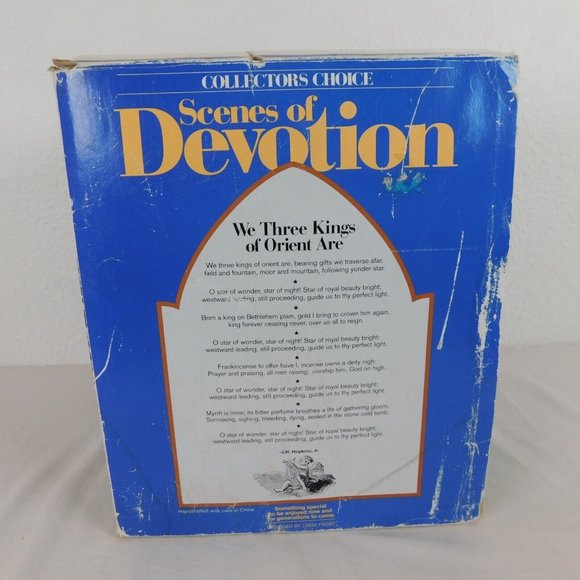 COLLECTORS CHOICE
Scenes of
Devotion
We Three Kings
of Orient Are
We three kings of orient are, bearing gifts we traverse afar,
field and fountain, moor and mountain, following yonder star.
★
O star of wonder, star of night! Star of royal beauty bright;
westward leading, still proceeding, guide us to thy perfect light.
★
Born a king on Bethlehem plain, gold I bring to crown him again,
king forever ceasing never, over us all to reign.
★
O star of wonder, star of night! Star of royal beauty bright;
westward leading, still proceeding, guide us to thy perfect light.
★
Frankincense to offer have I, incense owns a deity nigh:
Prayer and praising, all men raising; worship him, God on high.
★
O star of wonder, star of night! Star of royal beauty bright;
westward leading, still proceeding, guide us to thy perfect light.
★
Myrrh is mine; its bitter perfume breathes a life of gathering gloom;
Sorrowing, sighing, bleeding, dying, sealed in the stone cold tomb.
★
O star of wonder, star of night! Star of royal beauty bright;
westward leading, still proceeding, guide us to thy perfect light.
-J.H. Hopkins, Jr.
Handcrafted with care in China
Something special
to be enjoyed now and
for generations to come.
DESIGNED BY LINDA FROST